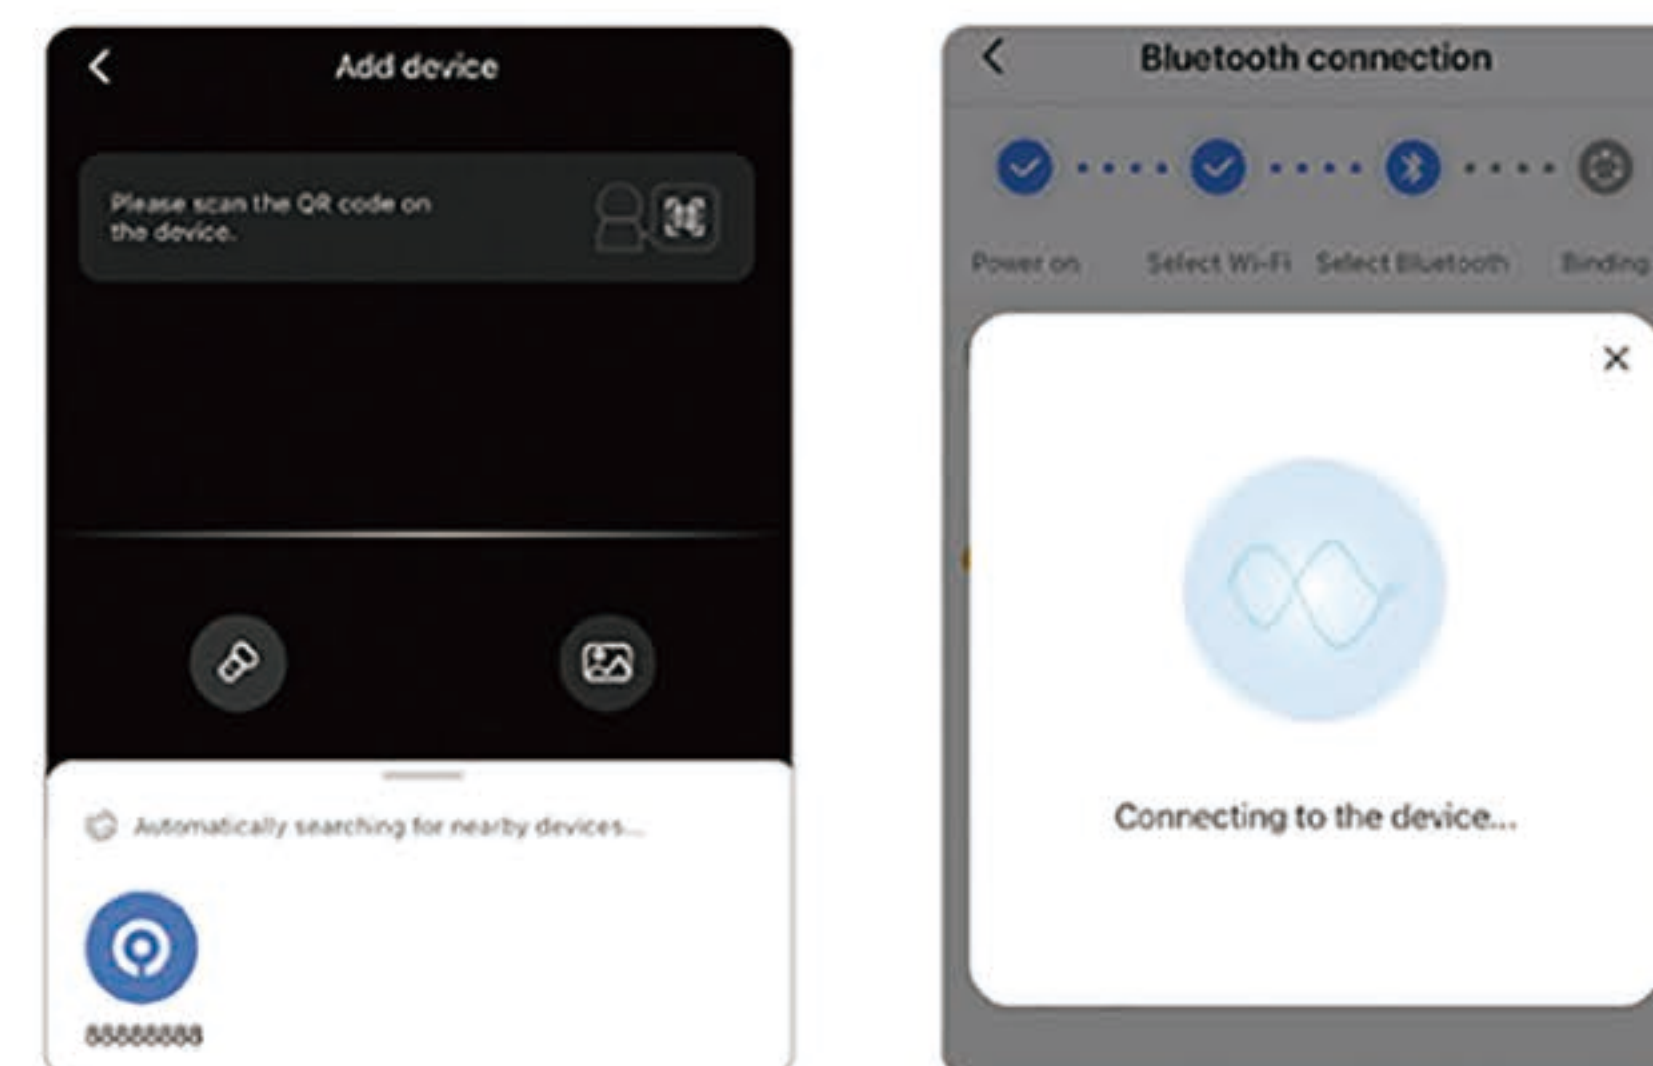 Add device
Please scan the QR code on
the device.
Automatically searching for nearby devices...
88888888
Bluetooth connection
Power on
Select Wi-Fi
Select Bluetooth
Binding
Connecting to the device...